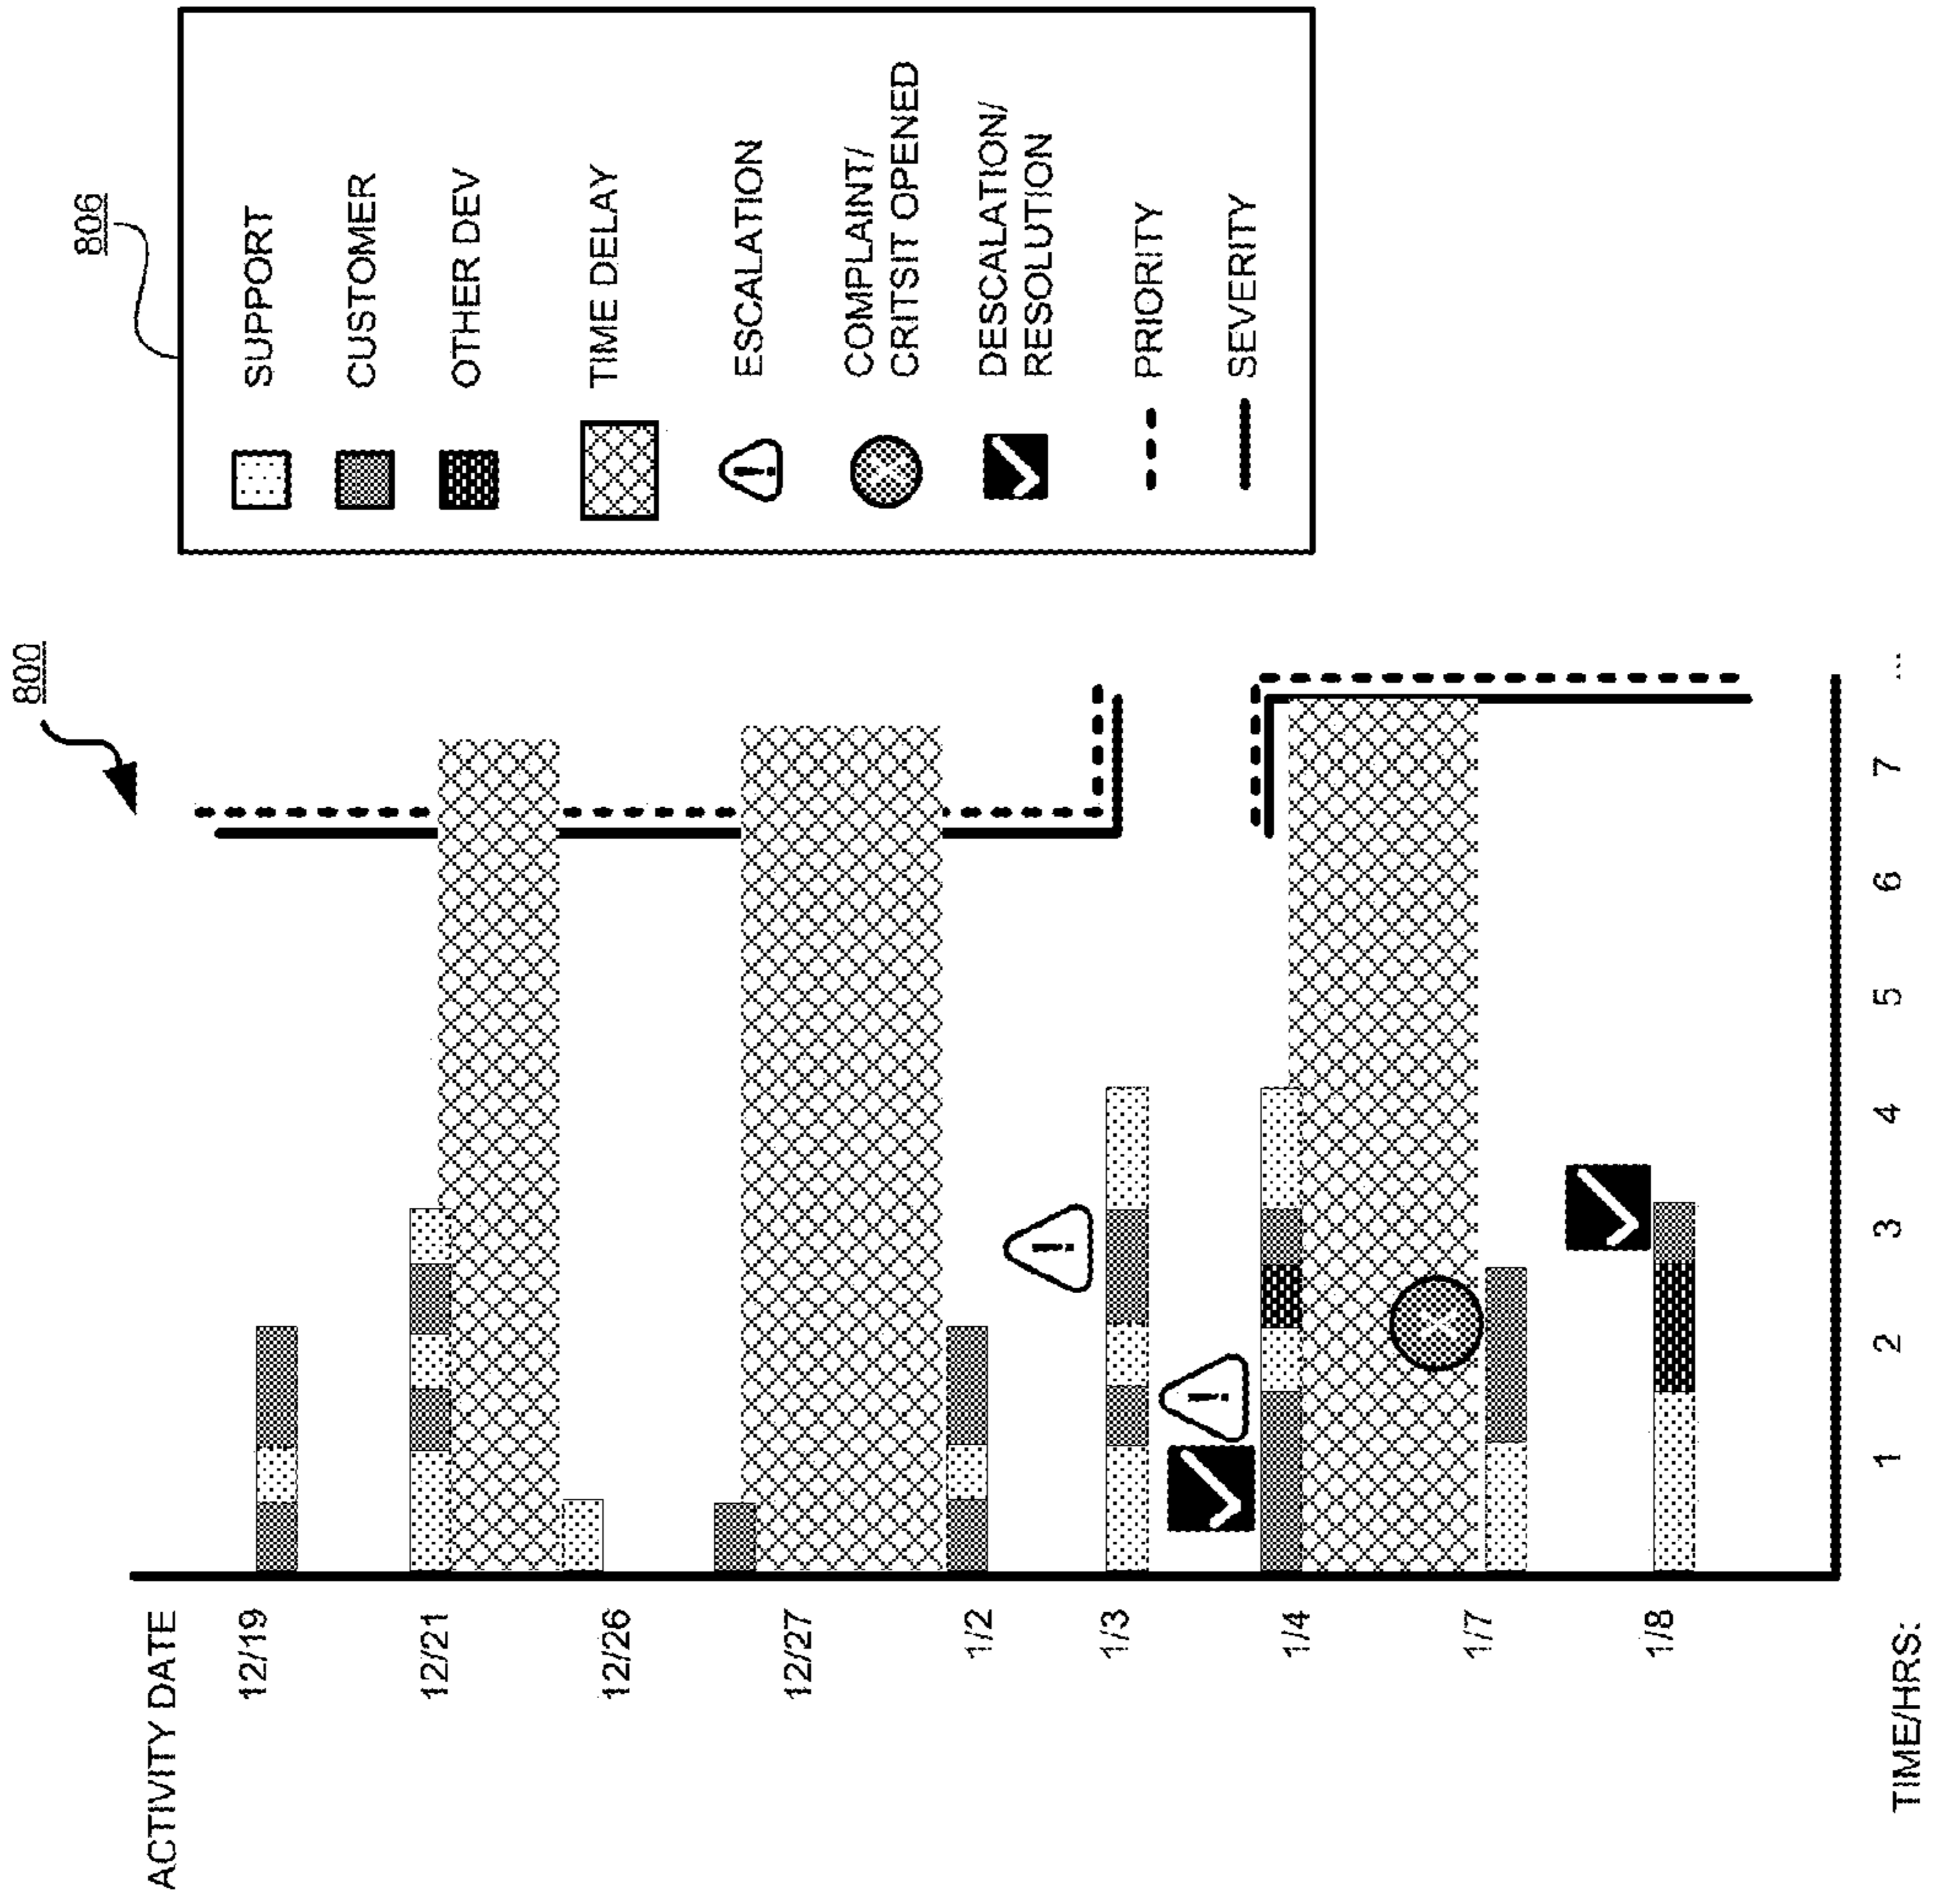 800
ACTIVITY DATE
12/19
12/21
12/26
12/27
1/2
1/3
1/4
1/7
1/8
TIME/HRS:
1 2 3 4 5 6 7 ...
806
SUPPORT
CUSTOMER
OTHER DEV
TIME DELAY
! ESCALATION
COMPLAINT/
CRITSIT OPENED
DESCALATION/
RESOLUTION
PRIORITY
SEVERITY
!
!